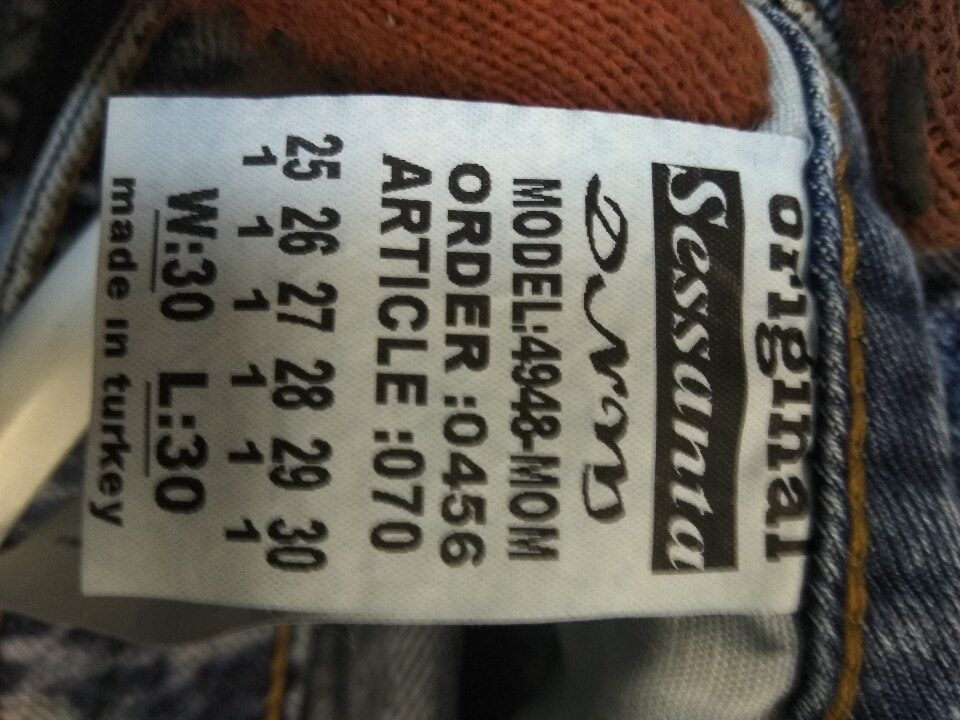 original
Sessanta
MODEL:4948-MOM
ORDER :0456
ARTICLE :070
25 26 27 28 29 30
1 1 1 1 1 1
W:30 L:30
made in turkey